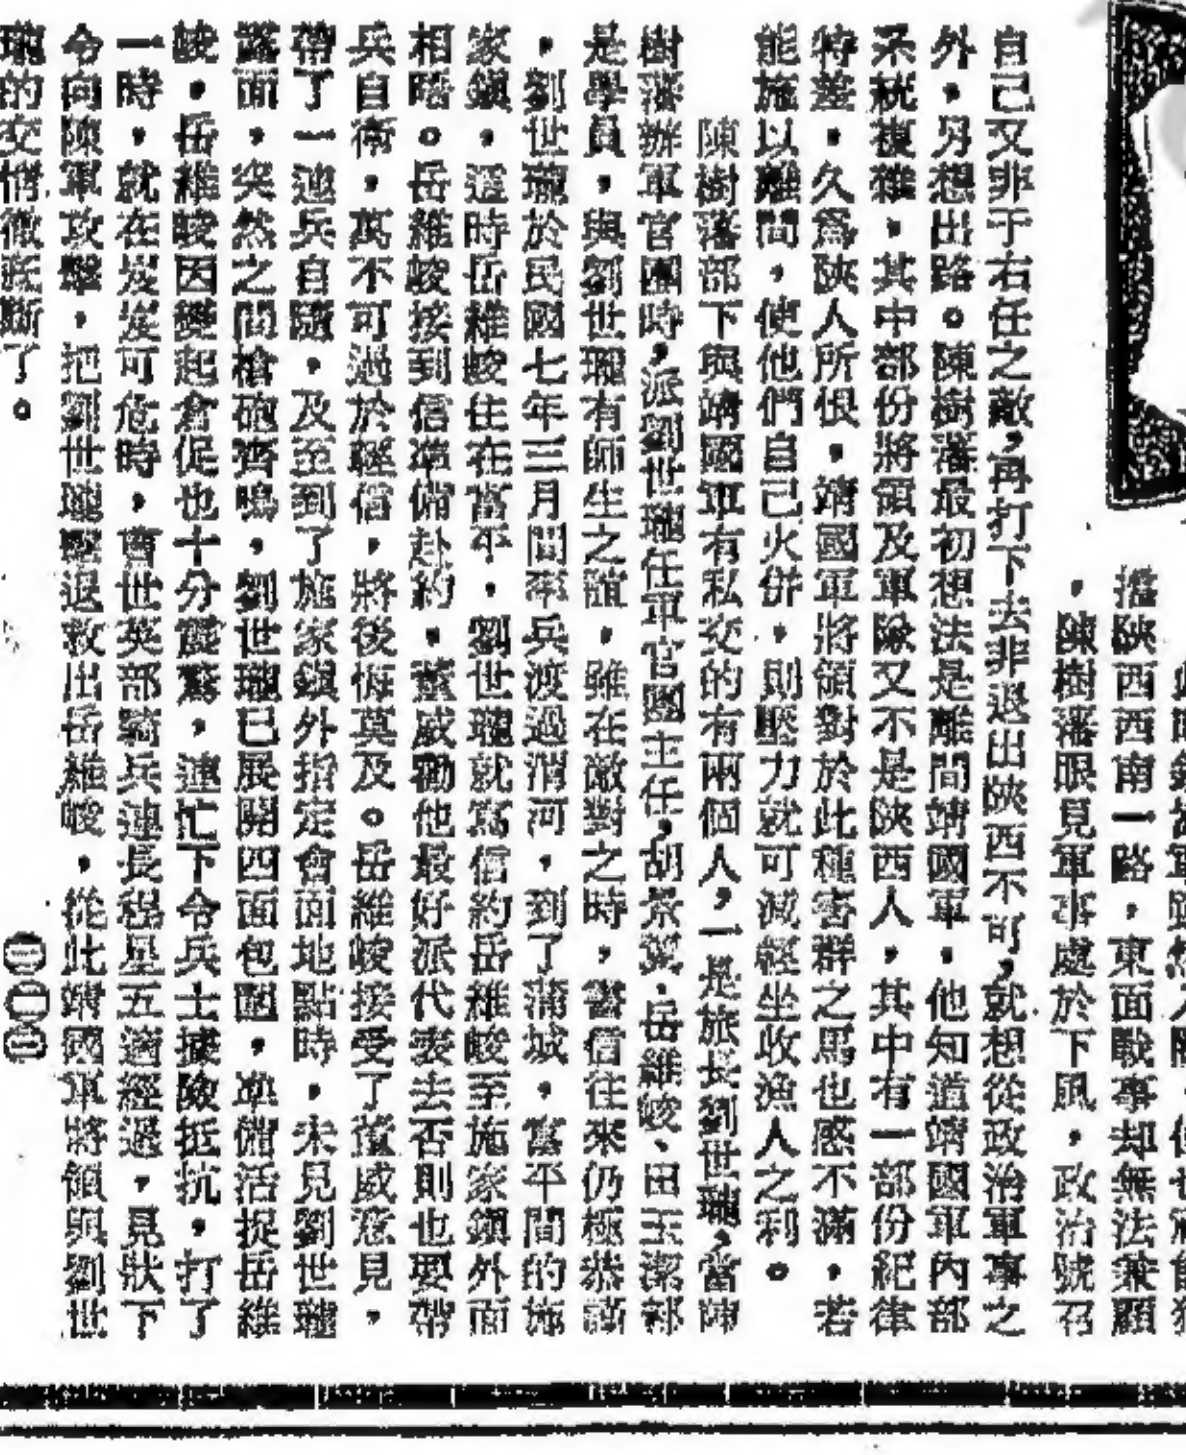 擋陝西西南一路，東面戰事却無法兼顧
，陳樹藩眼見軍事處於下風，政治號召
自己又非于右任之敵，再打下去非退出陝西不可，就想從政治軍事之
外，另想出路。陳樹藩最初想法是離間靖國軍，他知道靖國軍內部
系統複雜，其中部份將領及軍隊又不是陝西人，其中有一部份紀律
特差，久爲陝人所恨，靖國軍將領對於此種害群之馬也感不滿，若
能施以離間，使他們自己火併，則壓力就可減輕坐收漁人之利。
陳樹藩部下與靖國軍有私交的有兩個人，一是旅長劉世瓏，當陳
樹藩辦軍官團時，派劉世瓏任軍官團主任，胡景翼、岳維峻、田玉潔都
是學員，與劉世瓏有師生之誼，雖在敵對之時，書信往來仍極恭謹
，劉世瓏於民國七年三月間率兵渡過渭河，到了蒲城，富平間的施
家鎮，這時岳維峻住在富平，劉世瓏就寫信約岳維峻至施家鎮外面
相晤。岳維峻接到信準備赴約，董威勸他最好派代表去否則也要帶
兵自衛，萬不可過於輕信，將後悔莫及。岳維峻接受了董威意見，
帶了一連兵自隨，及至到了施家鎮外指定會面地點時，未見劉世瓏
露面，突然之間槍砲齊鳴，劉世瓏已展開四面包圍，準備活捉岳維
峻，岳維峻因變起倉促也十分震驚，連忙下令兵士據險抵抗，打了
一時，就在岌岌可危時，曹世英部騎兵連長程星五適經過，見狀下
令向陳軍攻擊，把劉世瓏擊退救出岳維峻，從此靖國軍將領與劉世
瓏的交情徹底斷了。